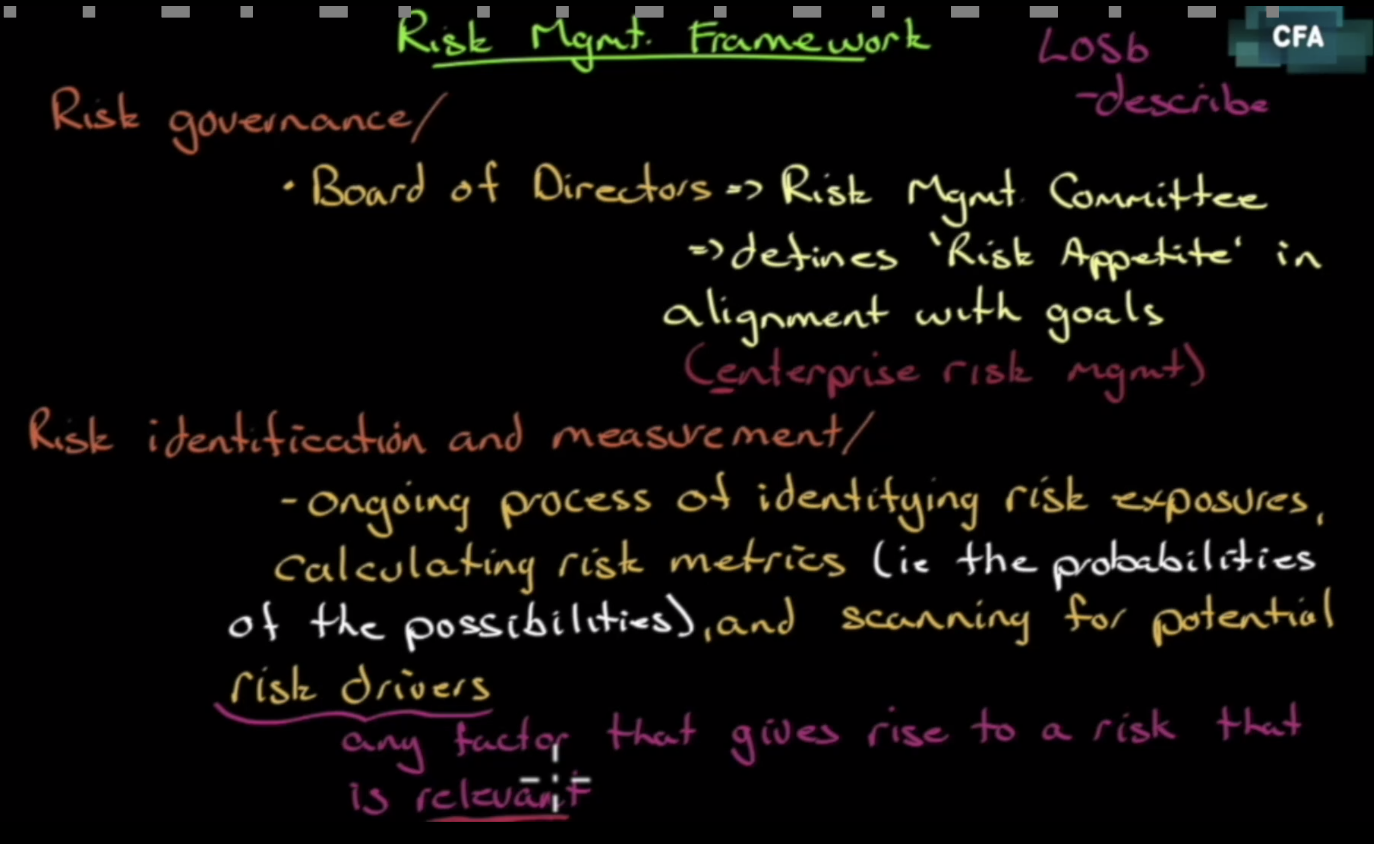 Risk Mgmt. Framework
LOSb
- describe
CFA
Risk governance/
• Board of Directors => Risk Mgmt. Committee
=> defines 'Risk Appetite' in
alignment with goals
(enterprise risk mgmt)
Risk identification and measurement/
- ongoing process of identifying risk exposures,
calculating risk metrics (ie the probabilities
of the possibilities), and scanning for potential
risk drivers
any factor that gives rise to a risk that
is relevant